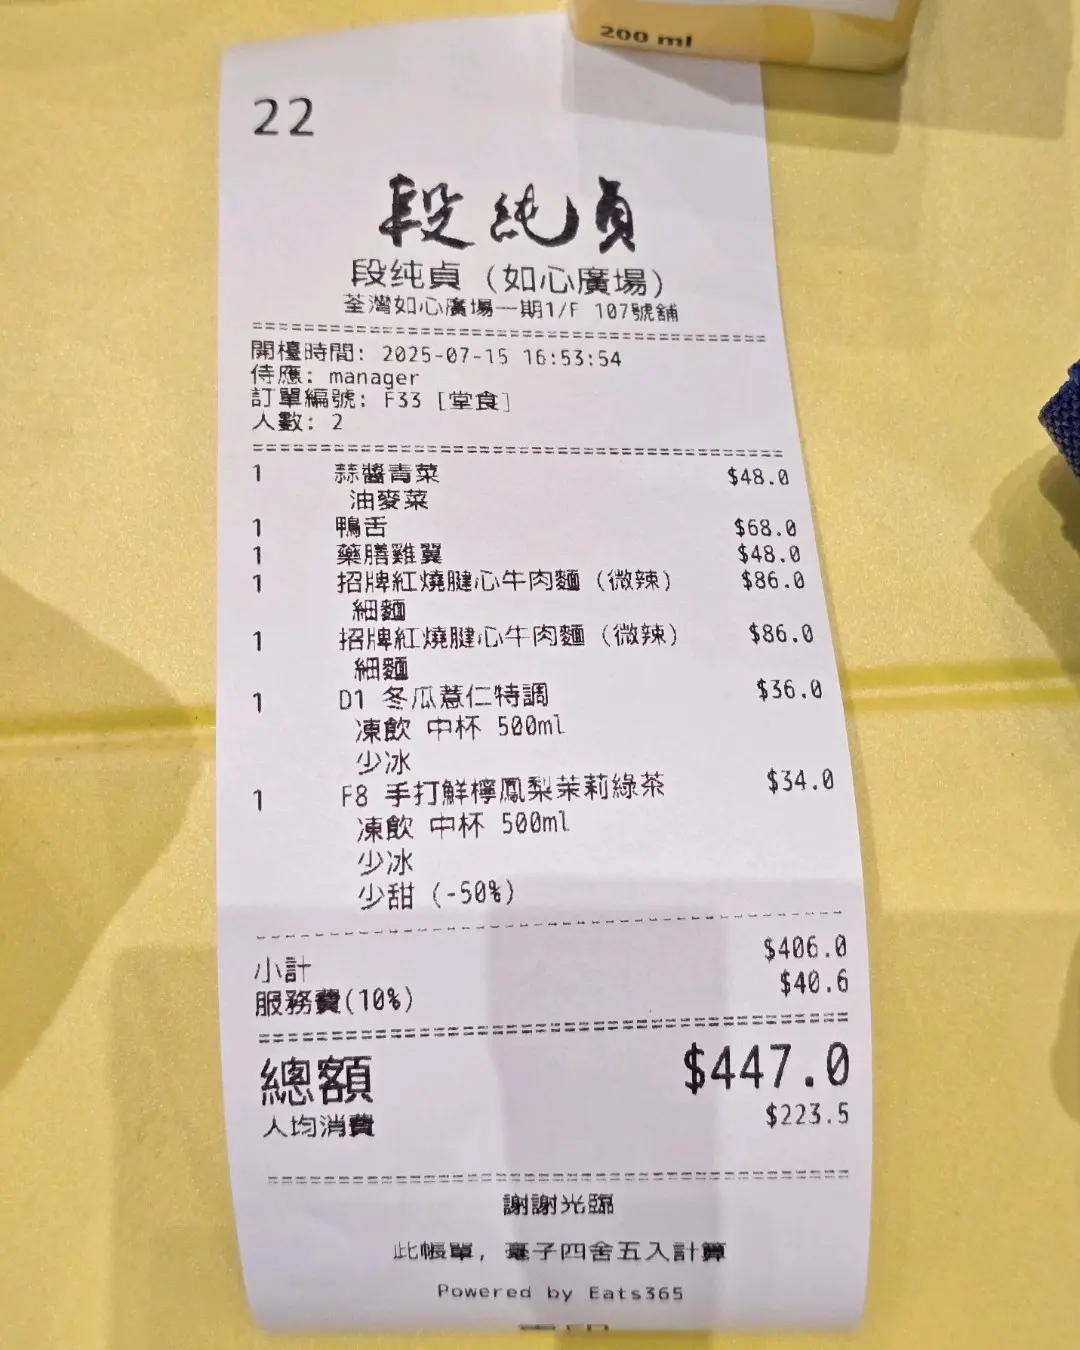 200 ml
22
段純貞
段纯貞 (如心廣場)
荃灣如心廣場一期1/F 107號舖
開檯時間: 2025-07-15 16:53:54
侍應: manager
訂單編號: F33 [堂食]
人數: 2
1 蒜醬青菜 $48.0
油麥菜
1 鴨舌 $68.0
1 藥膳雞翼 $48.0
1 招牌紅燒腱心牛肉麵 (微辣) $86.0
細麵
1 招牌紅燒腱心牛肉麵 (微辣) $86.0
細麵
1 D1 冬瓜薏仁特調 $36.0
凍飲 中杯 500ml
少冰
1 F8 手打鮮檸鳳梨茉莉綠茶 $34.0
凍飲 中杯 500ml
少冰
少甜 (-50%)
小計 $406.0
服務費(10%) $40.6
總額 $447.0
人均消費 $223.5
謝謝光臨
此帳單, 毫子四舍五入計算
Powered by Eats365